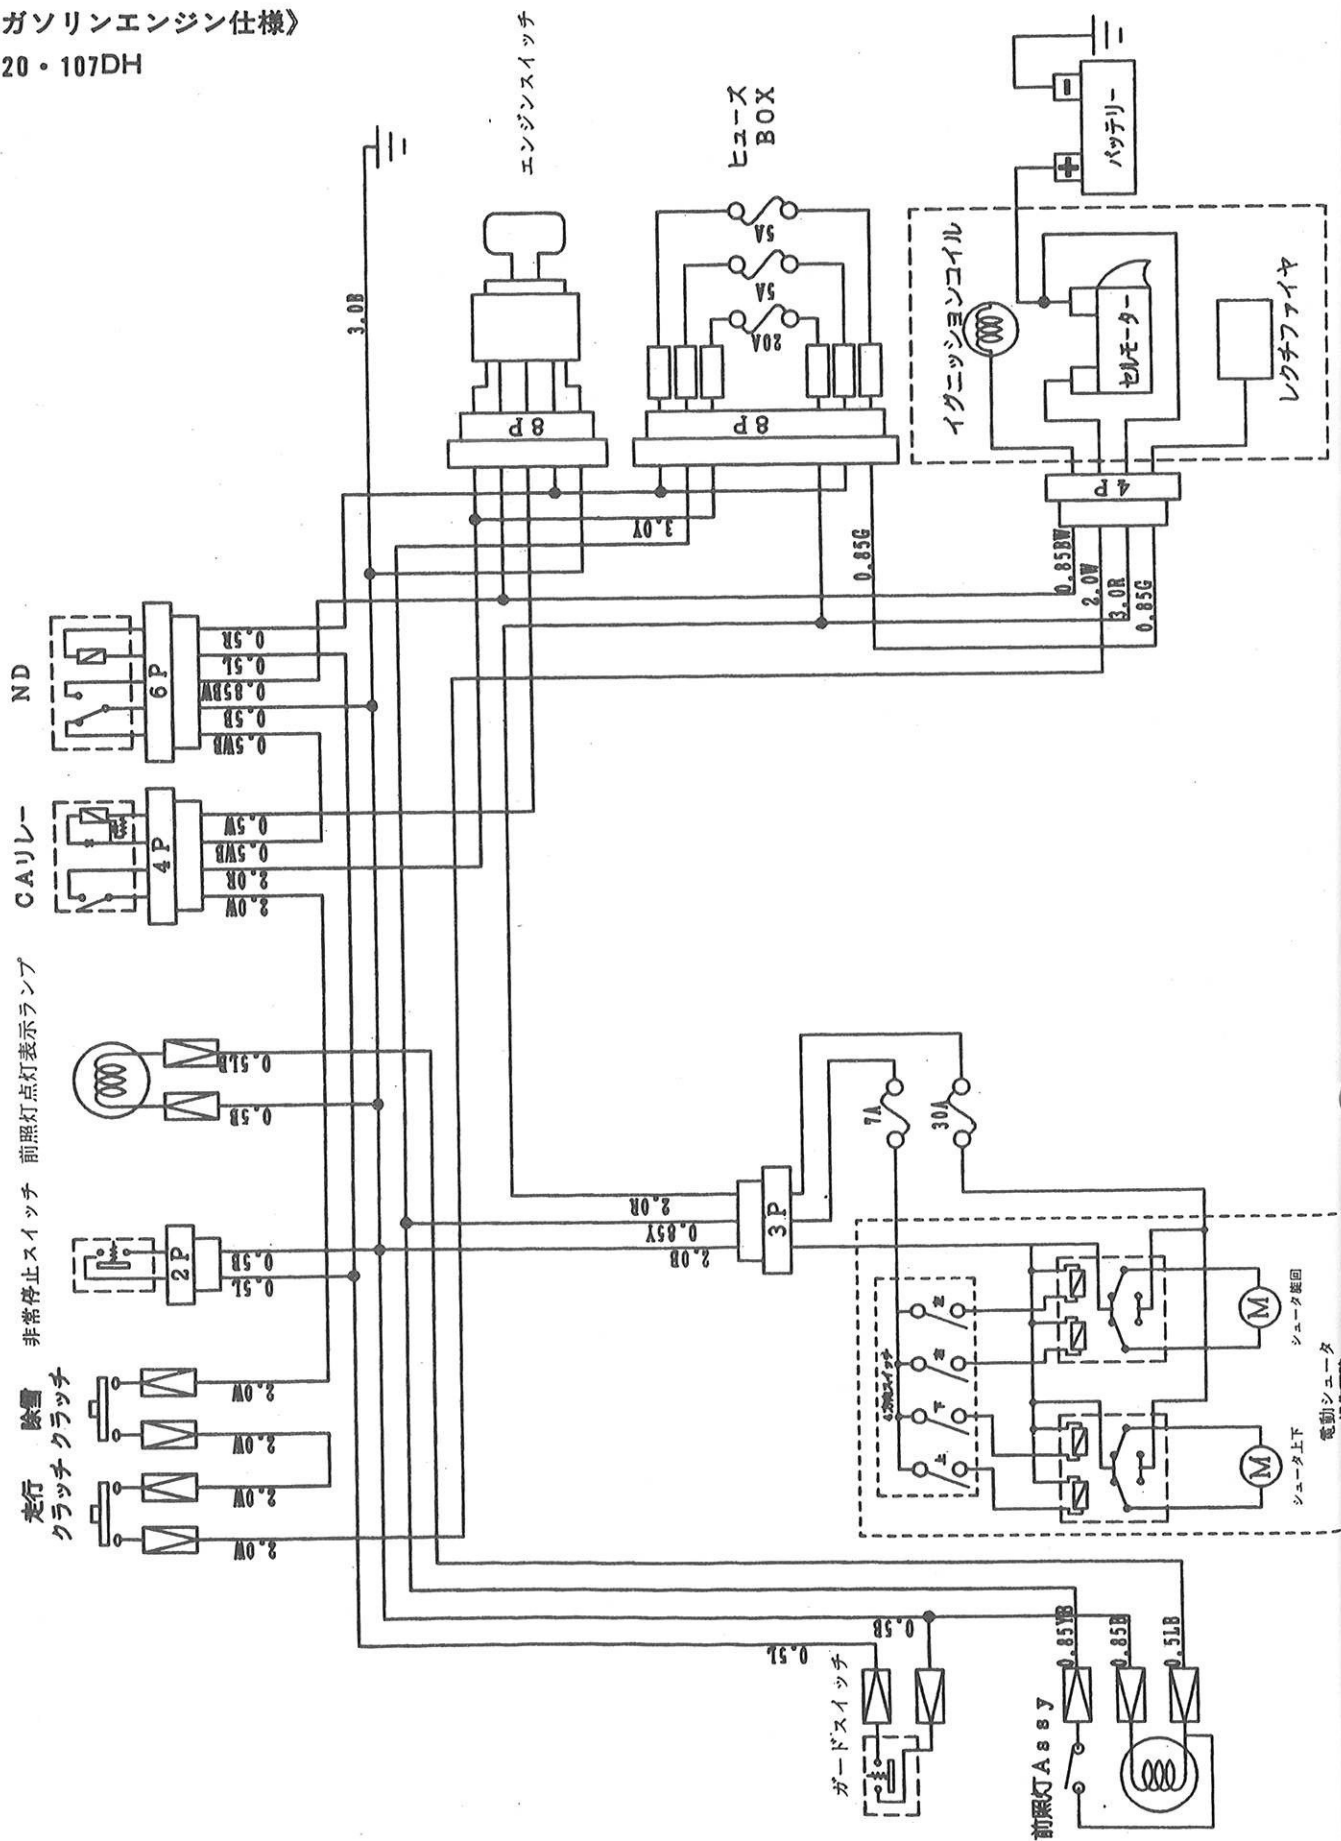 ガソリンエンジン仕様》
20・107DH
エンジンスイッチ
3.0B
8P
ヒューズ
BOX
5A
5A
20A
8P
バッテリー
イグニッションコイル
セルモーター
レクチファイヤ
4P
0.85BW
2.0W
3.0R
0.85G
0.85G
3.0Y
ND
6P
0.5R
0.5L
0.85BW
0.5B
0.5WB
CAリレー
4P
0.5W
0.5WB
2.0R
2.0W
前照灯点灯表示ランプ
0.5LB
0.5B
非常停止スイッチ
2P
0.5B
0.5L
除雪
クラッチ
2.0W
2.0W
走行
クラッチ
2.0W
2.0W
2.0R
0.85Y
2.0B
3P
7A
30A
4方向スイッチ
左
右
下
上
M
シュータ旋回
M
シュータ上下
電動シュータ
ガードスイッチ
0.5L
0.5B
前照灯Assy
0.85YB
0.85B
0.5LB